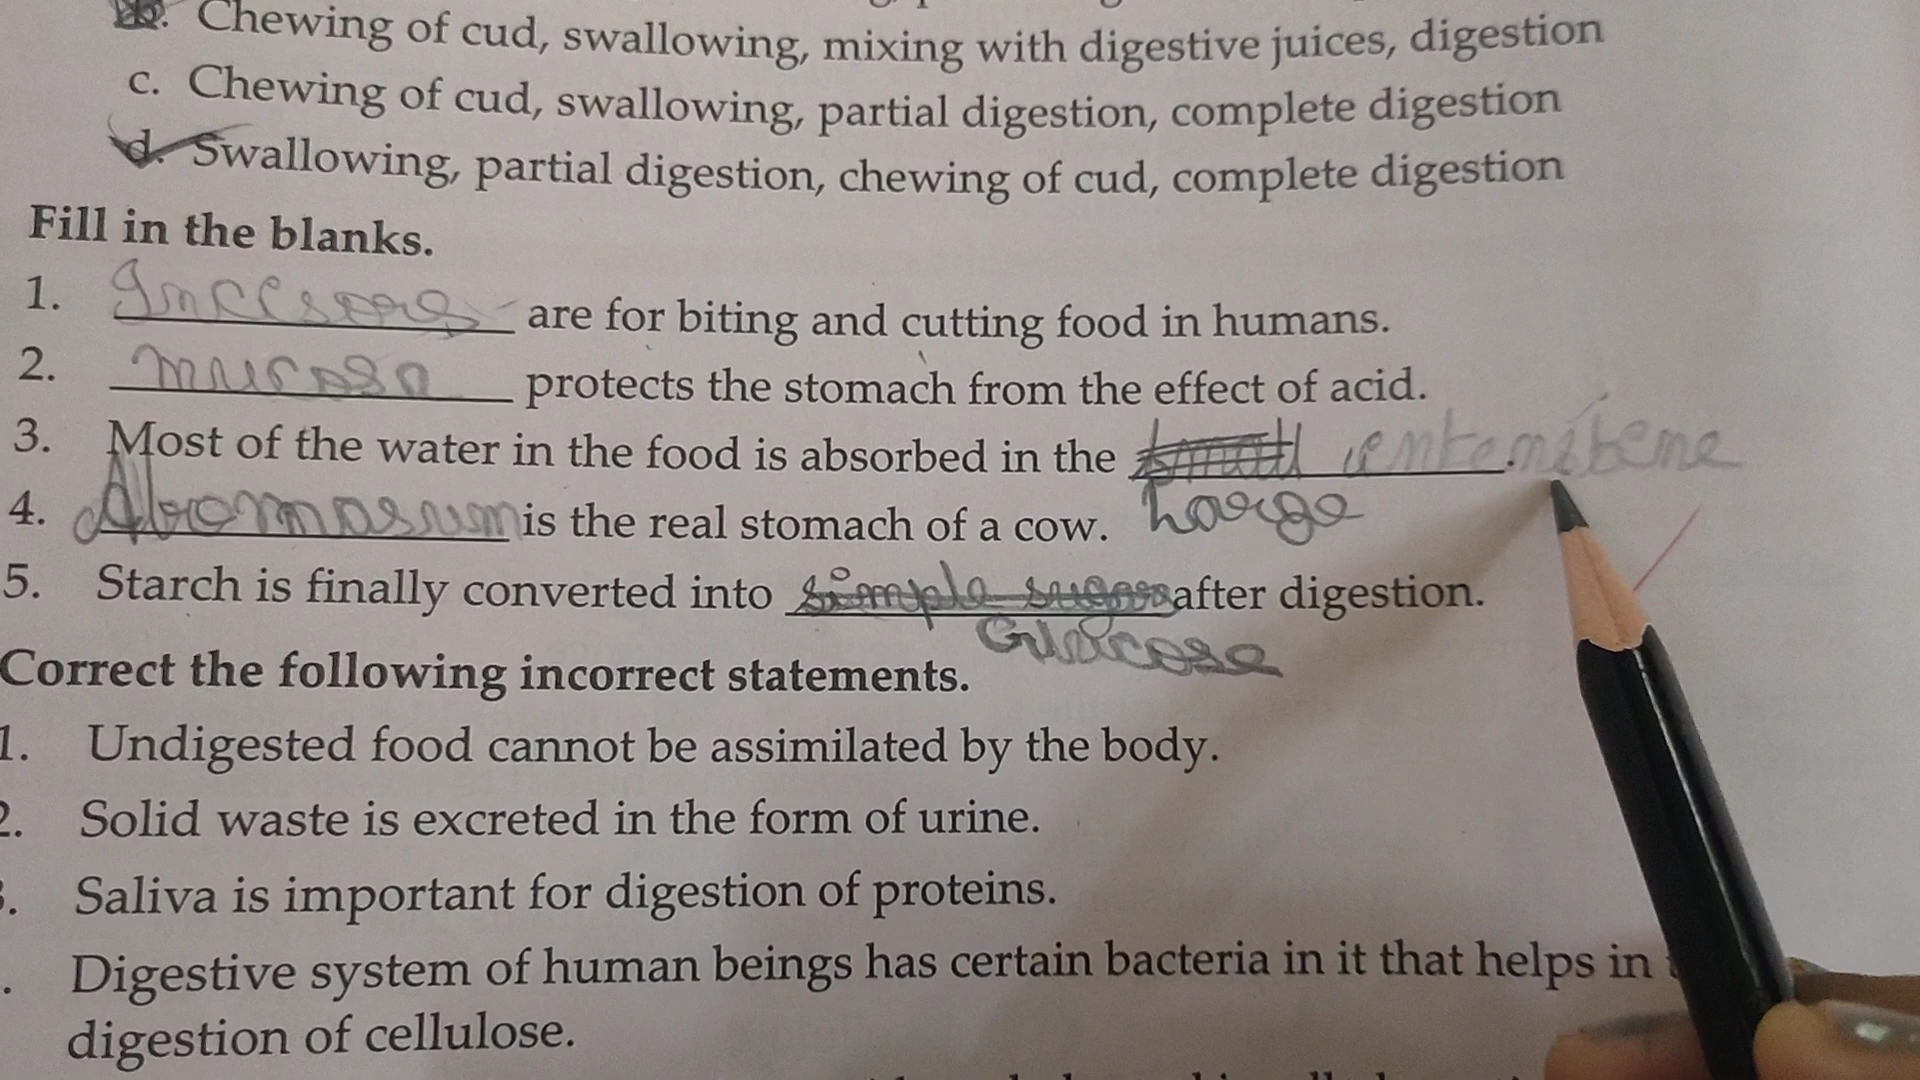 b. Chewing of cud, swallowing, mixing with digestive juices, digestion
c. Chewing of cud, swallowing, partial digestion, complete digestion
d. Swallowing, partial digestion, chewing of cud, complete digestion
Fill in the blanks.
1. Incisors are for biting and cutting food in humans.
2. mucosa protects the stomach from the effect of acid.
3. Most of the water in the food is absorbed in the small .
Large
4. Abomasum is the real stomach of a cow.
5. Starch is finally converted into simple sugars after digestion.
Glucose
Correct the following incorrect statements.
1. Undigested food cannot be assimilated by the body.
2. Solid waste is excreted in the form of urine.
3. Saliva is important for digestion of proteins.
. Digestive system of human beings has certain bacteria in it that helps in
digestion of cellulose.